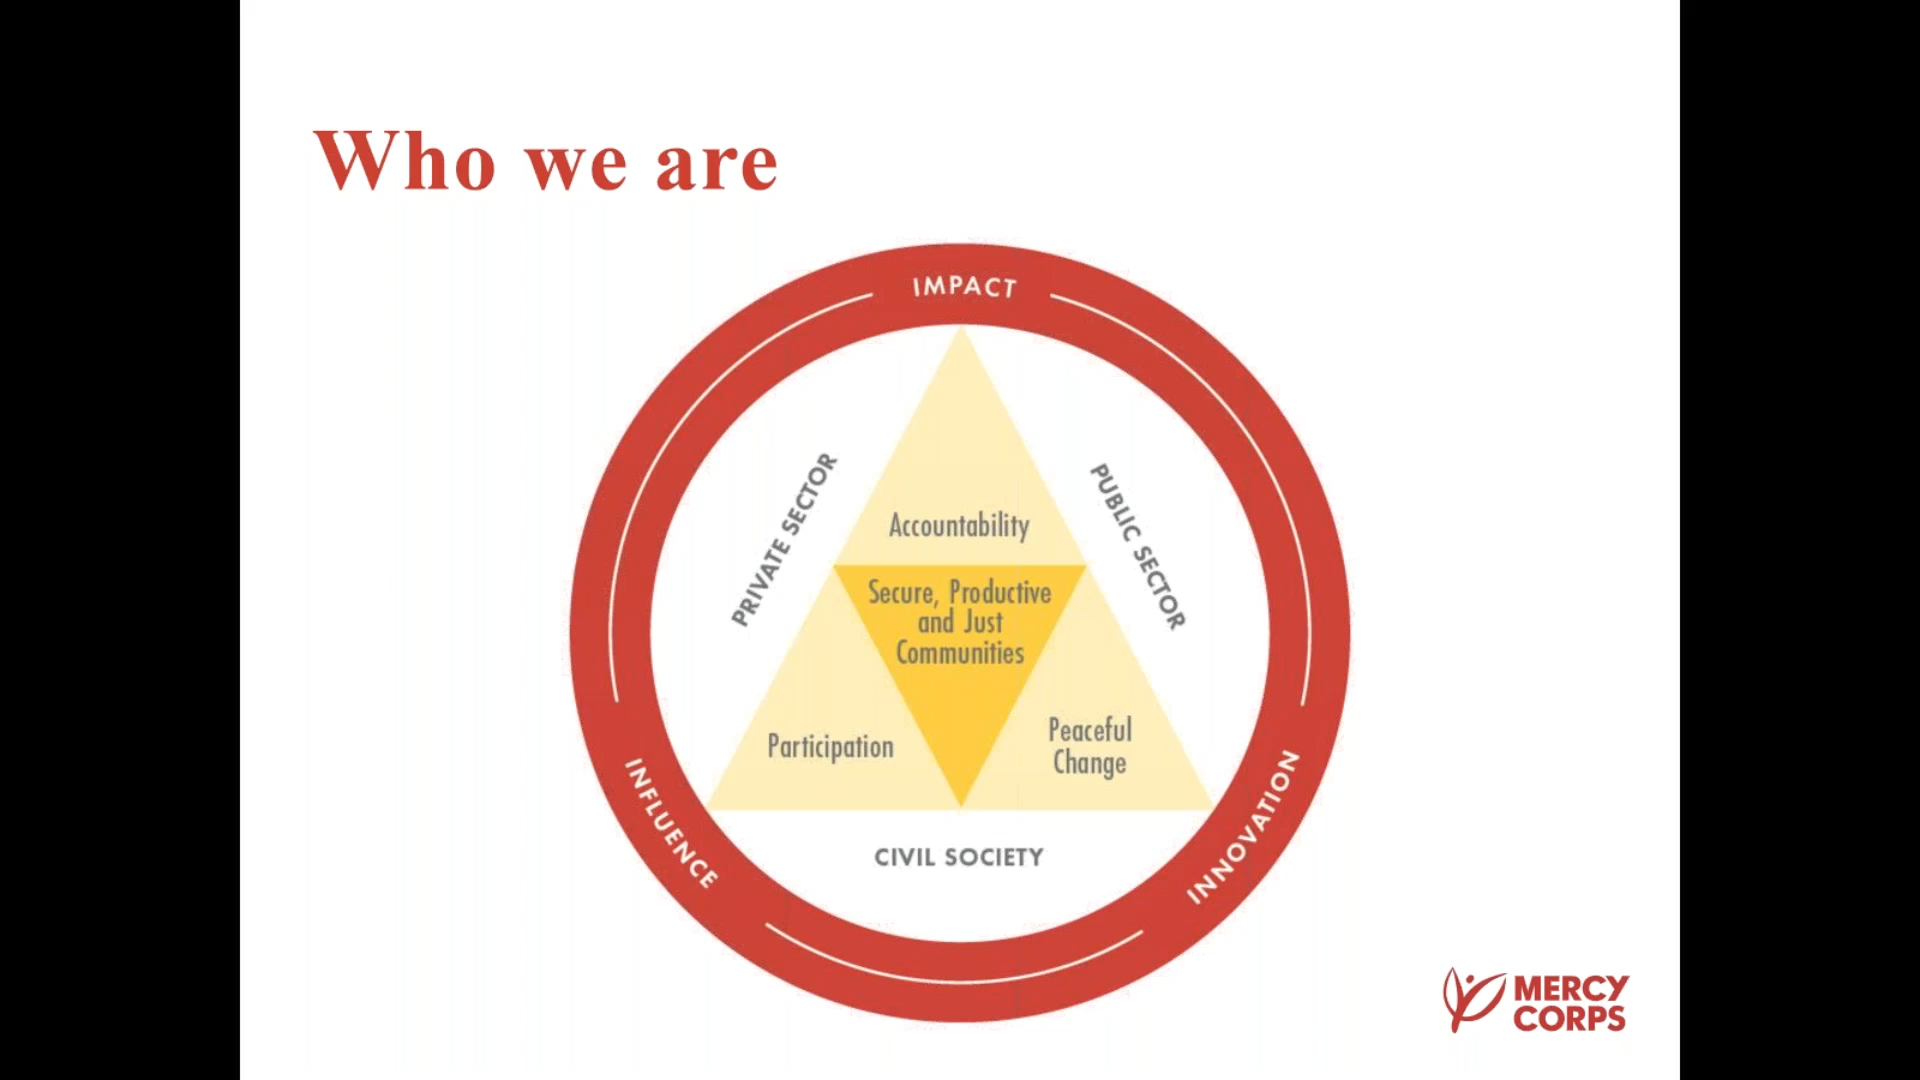 Who we are
IMPACT
PRIVATE SECTOR
PUBLIC SECTOR
Accountability
Secure, Productive
and Just
Communities
Participation
Peaceful
Change
INFLUENCE
INNOVATION
CIVIL SOCIETY
MERCY
CORPS